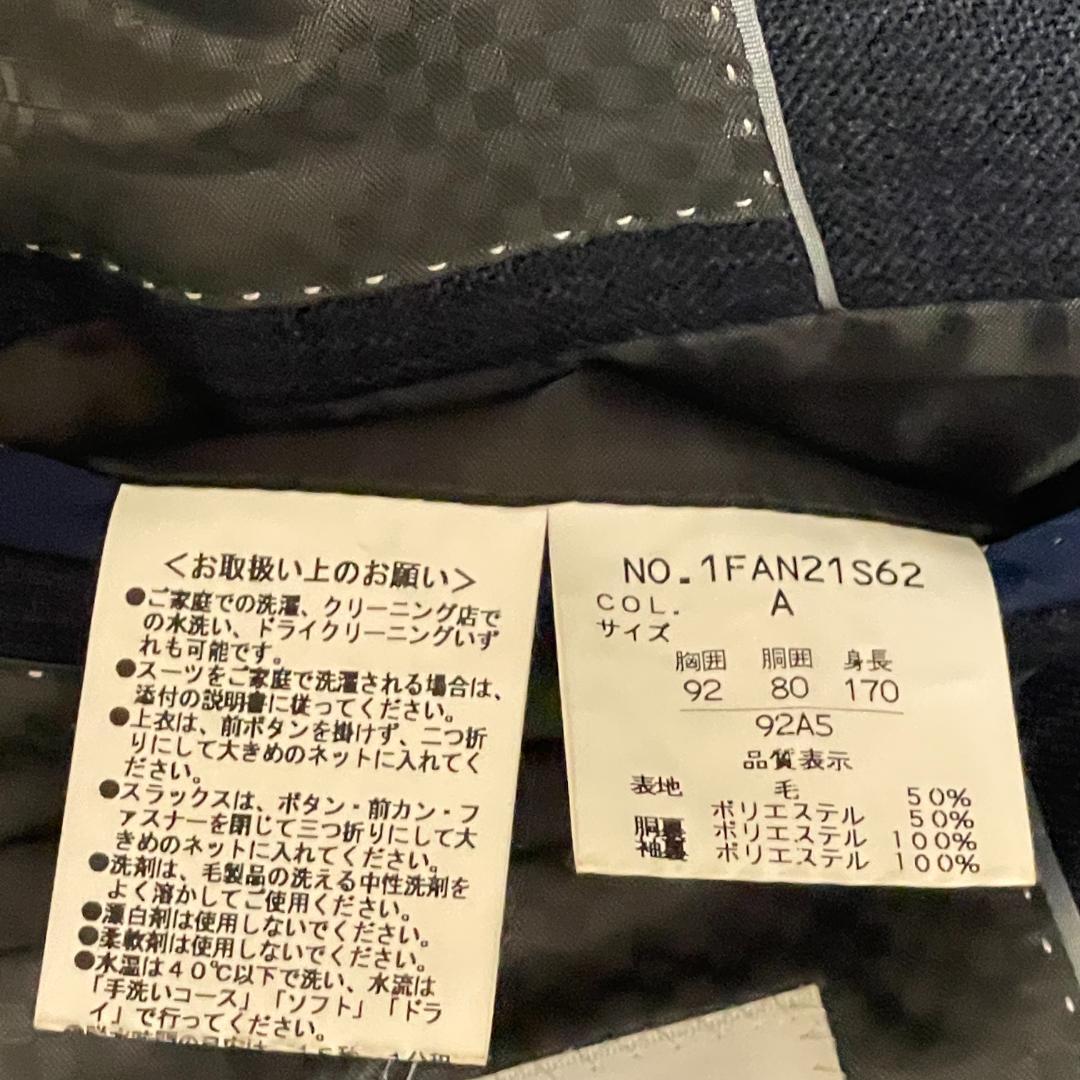 <お取扱い上のお願い>
●ご家庭での洗濯、クリーニング店で
の水洗い、ドライクリーニングいず
れも可能です。
●スーツをご家庭で洗濯される場合は、
添付の説明書に従ってください。
●上衣は、前ボタンを掛けず、二つ折
りにして大きめのネットに入れてく
ださい。
●スラックスは、ボタン・前カン・フ
ァスナーを閉じて三つ折りにして大
きめのネットに入れてください。
●洗剤は、毛製品の洗える中性洗剤を
よく溶かしてご使用ください。
●漂白剤は使用しないでください。
●柔軟剤は使用しないでください。
●水温は40℃以下で洗い、水流は
「手洗いコース」「ソフト」「ドラ
イ」で行ってください。
NO.1FAN21S62
COL. A
サイズ
胸囲 胴囲 身長
92 80 170
92A5
品質表示
表地 毛 50%
ポリエステル 50%
胴裏 ポリエステル 100%
袖裏 ポリエステル 100%